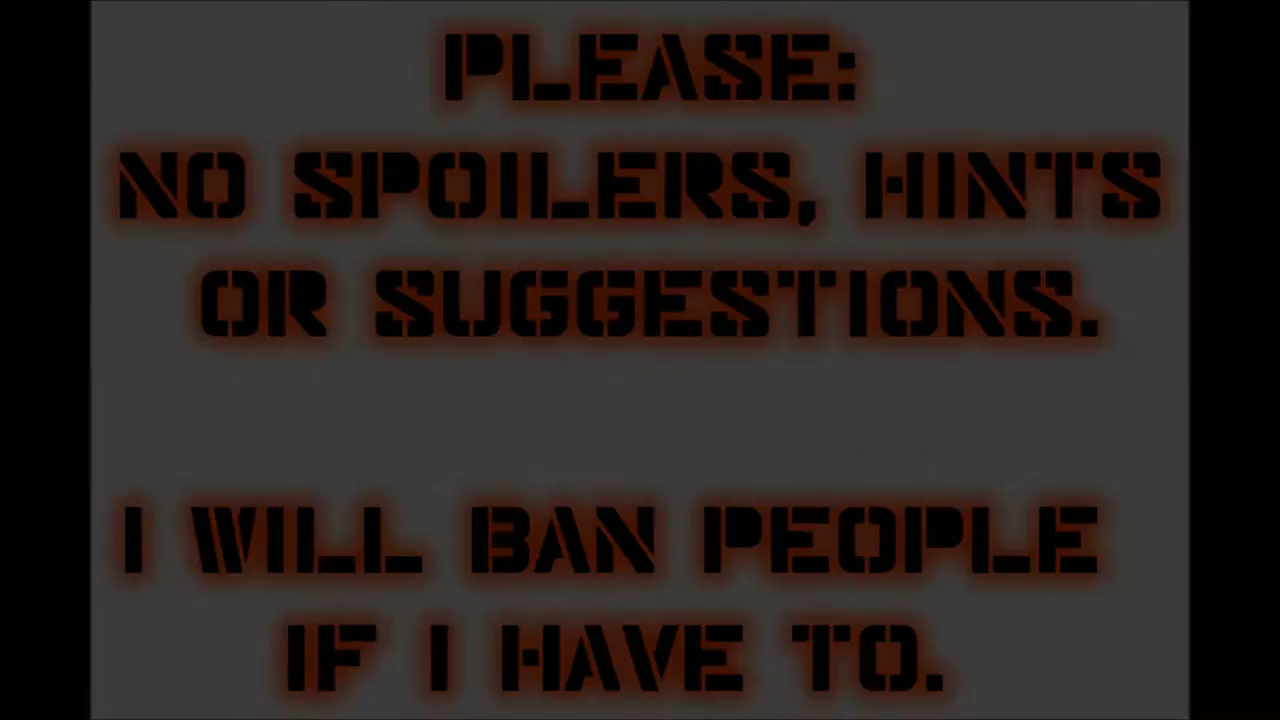 PLEASE:
NO SPOILERS, HINTS
OR SUGGESTIONS.
I WILL BAN PEOPLE
IF I HAVE TO.